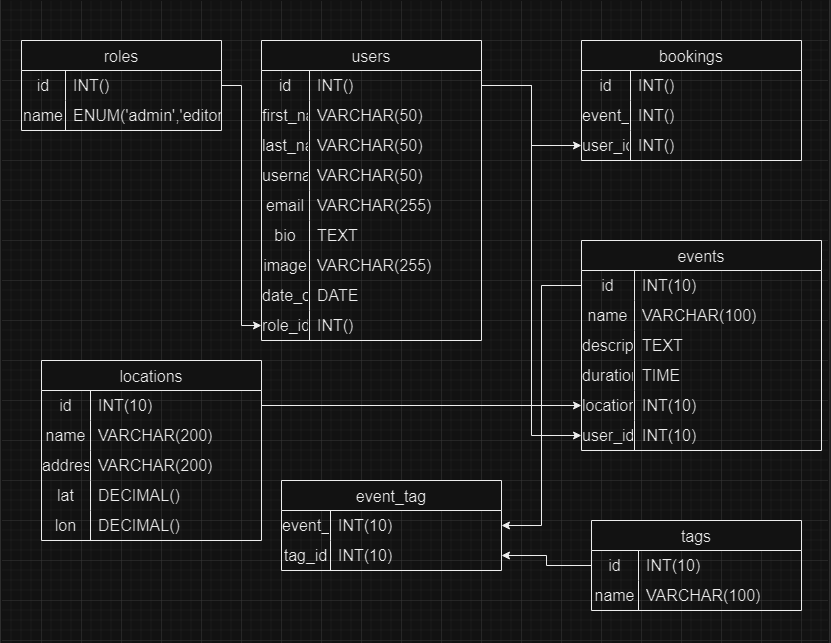 roles
id INT()
name ENUM('admin','editor
users
id INT()
first_na VARCHAR(50)
last_na VARCHAR(50)
userna VARCHAR(50)
email VARCHAR(255)
bio TEXT
image VARCHAR(255)
date_o DATE
role_id INT()
bookings
id INT()
event_ INT()
user_id INT()
events
id INT(10)
name VARCHAR(100)
descrip TEXT
duration TIME
location INT(10)
user_id INT(10)
locations
id INT(10)
name VARCHAR(200)
addres VARCHAR(200)
lat DECIMAL()
lon DECIMAL()
event_tag
event_ INT(10)
tag_id INT(10)
tags
id INT(10)
name VARCHAR(100)